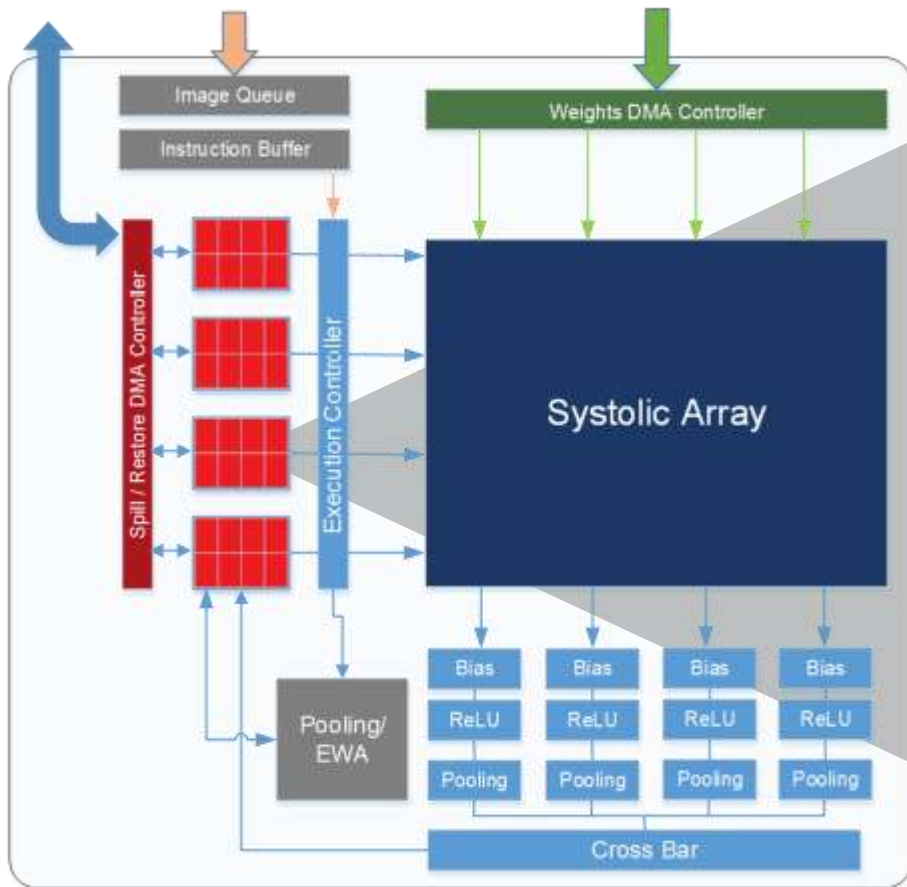 Image Queue
Instruction Buffer
Weights DMA Controller
Spill / Restore DMA Controller
Execution Controller
Systolic Array
Bias
Bias
Bias
Bias
ReLU
ReLU
ReLU
ReLU
Pooling/
EWA
Pooling
Pooling
Pooling
Pooling
Cross Bar